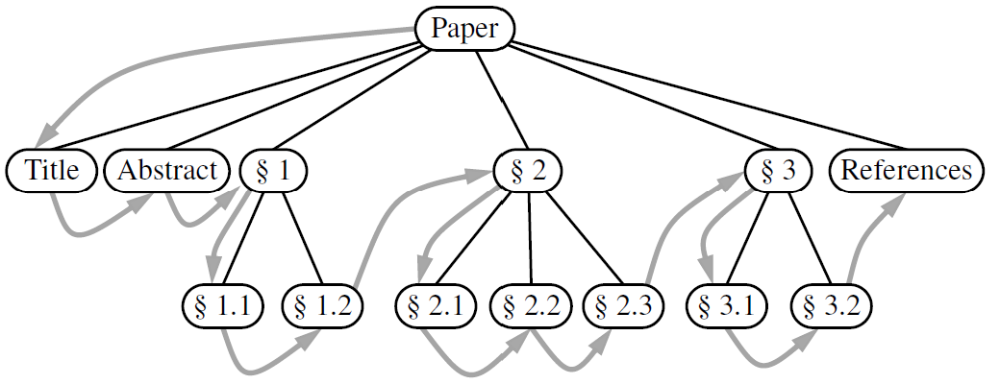 Paper
Title Abstract § 1 § 2 § 3 References
§ 1.1 § 1.2 § 2.1 § 2.2 § 2.3 § 3.1 § 3.2